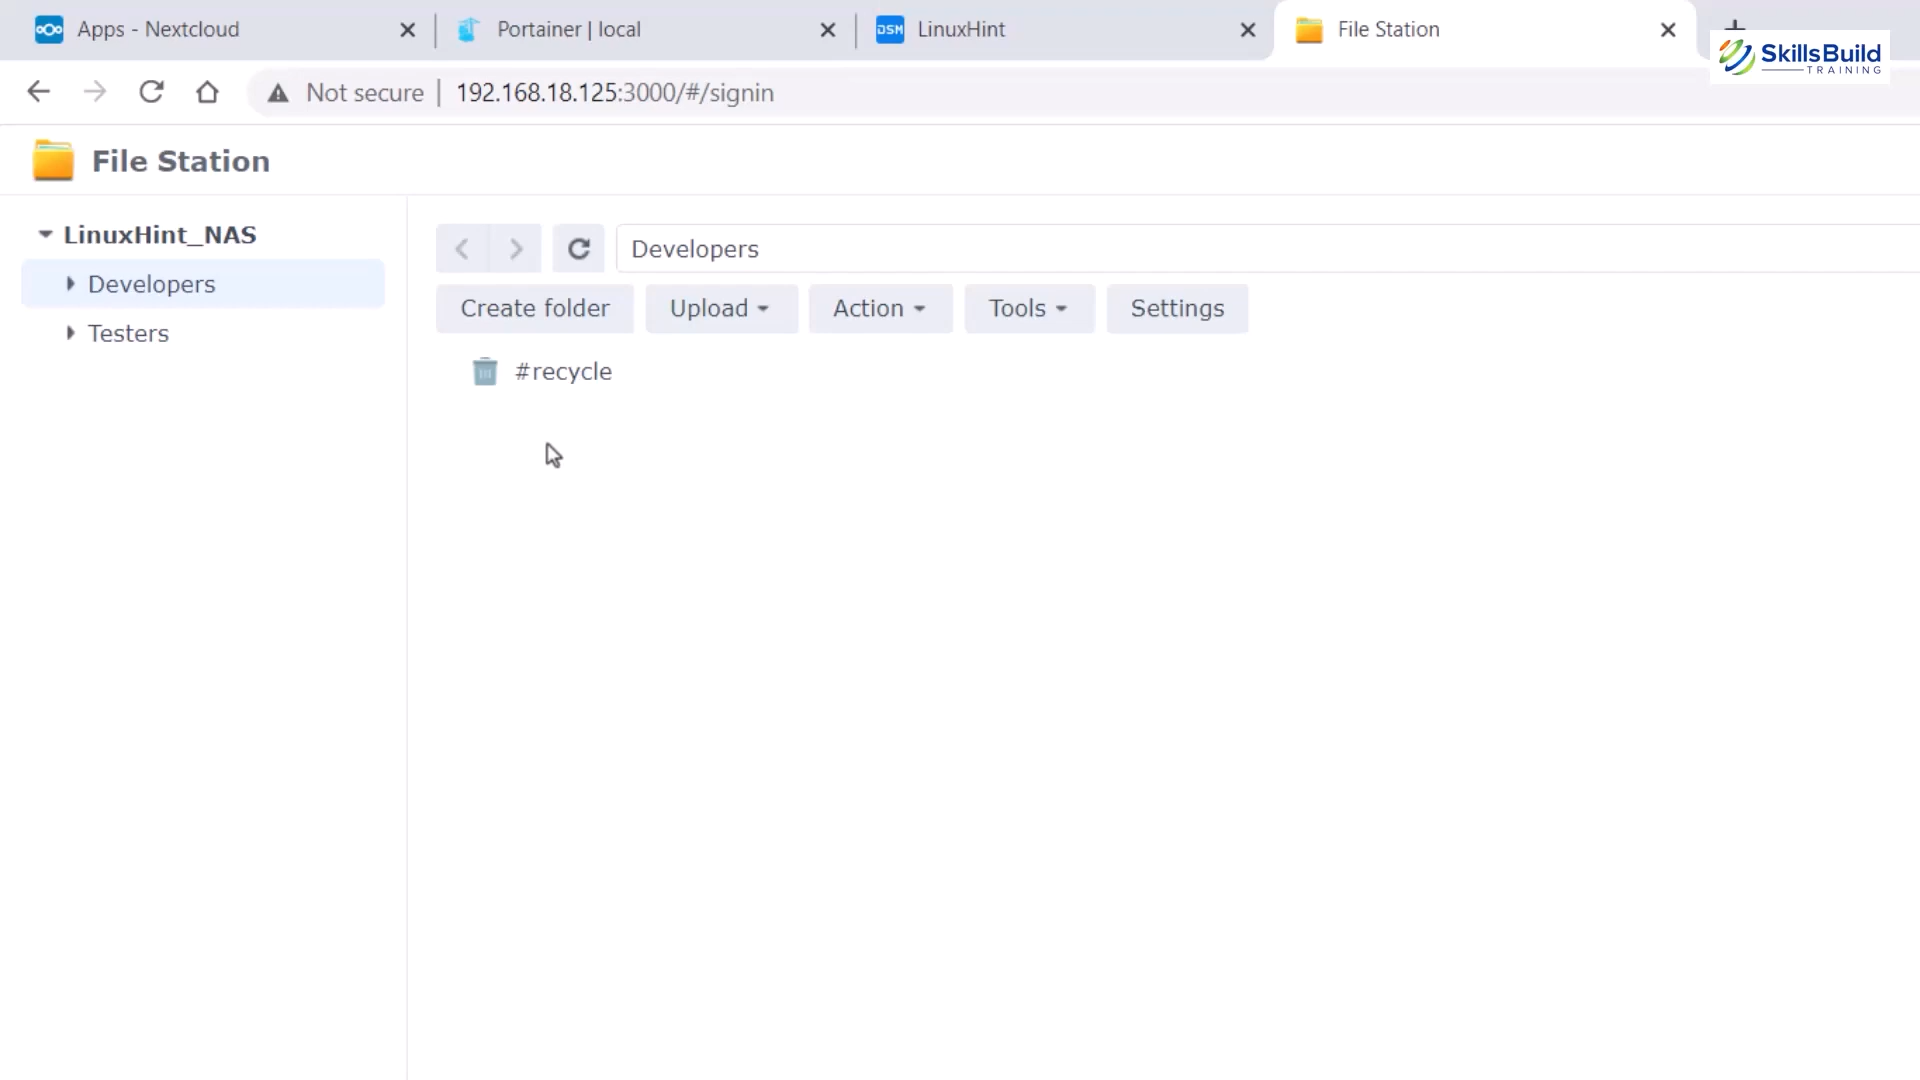 Apps - Nextcloud
Portainer | local
DSM LinuxHint
File Station
SkillsBuild
TRAINING
Not secure
192.168.18.125:3000/#/signin
File Station
LinuxHint_NAS
Developers
Testers
Developers
Create folder
Upload
Action
Tools
Settings
#recycle